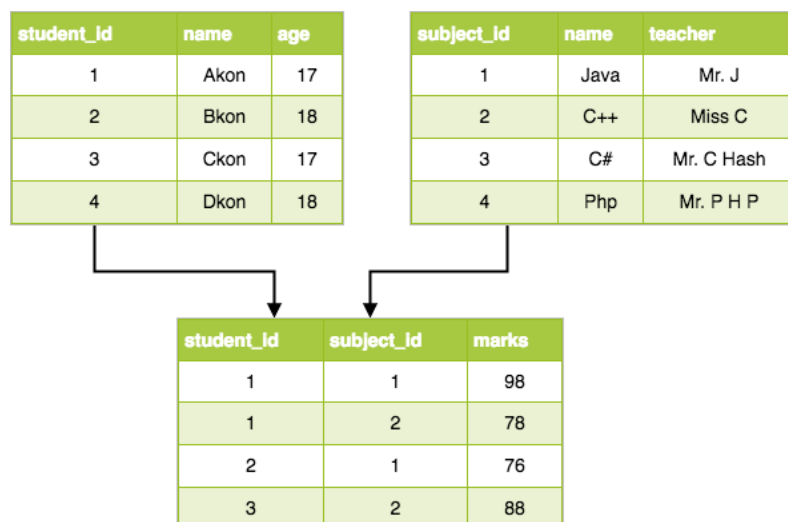 student_id name age
1 Akon 17
2 Bkon 18
3 Ckon 17
4 Dkon 18
subject_id name teacher
1 Java Mr. J
2 C++ Miss C
3 C# Mr. C Hash
4 Php Mr. P H P
student_id subject_id marks
1 1 98
1 2 78
2 1 76
3 2 88